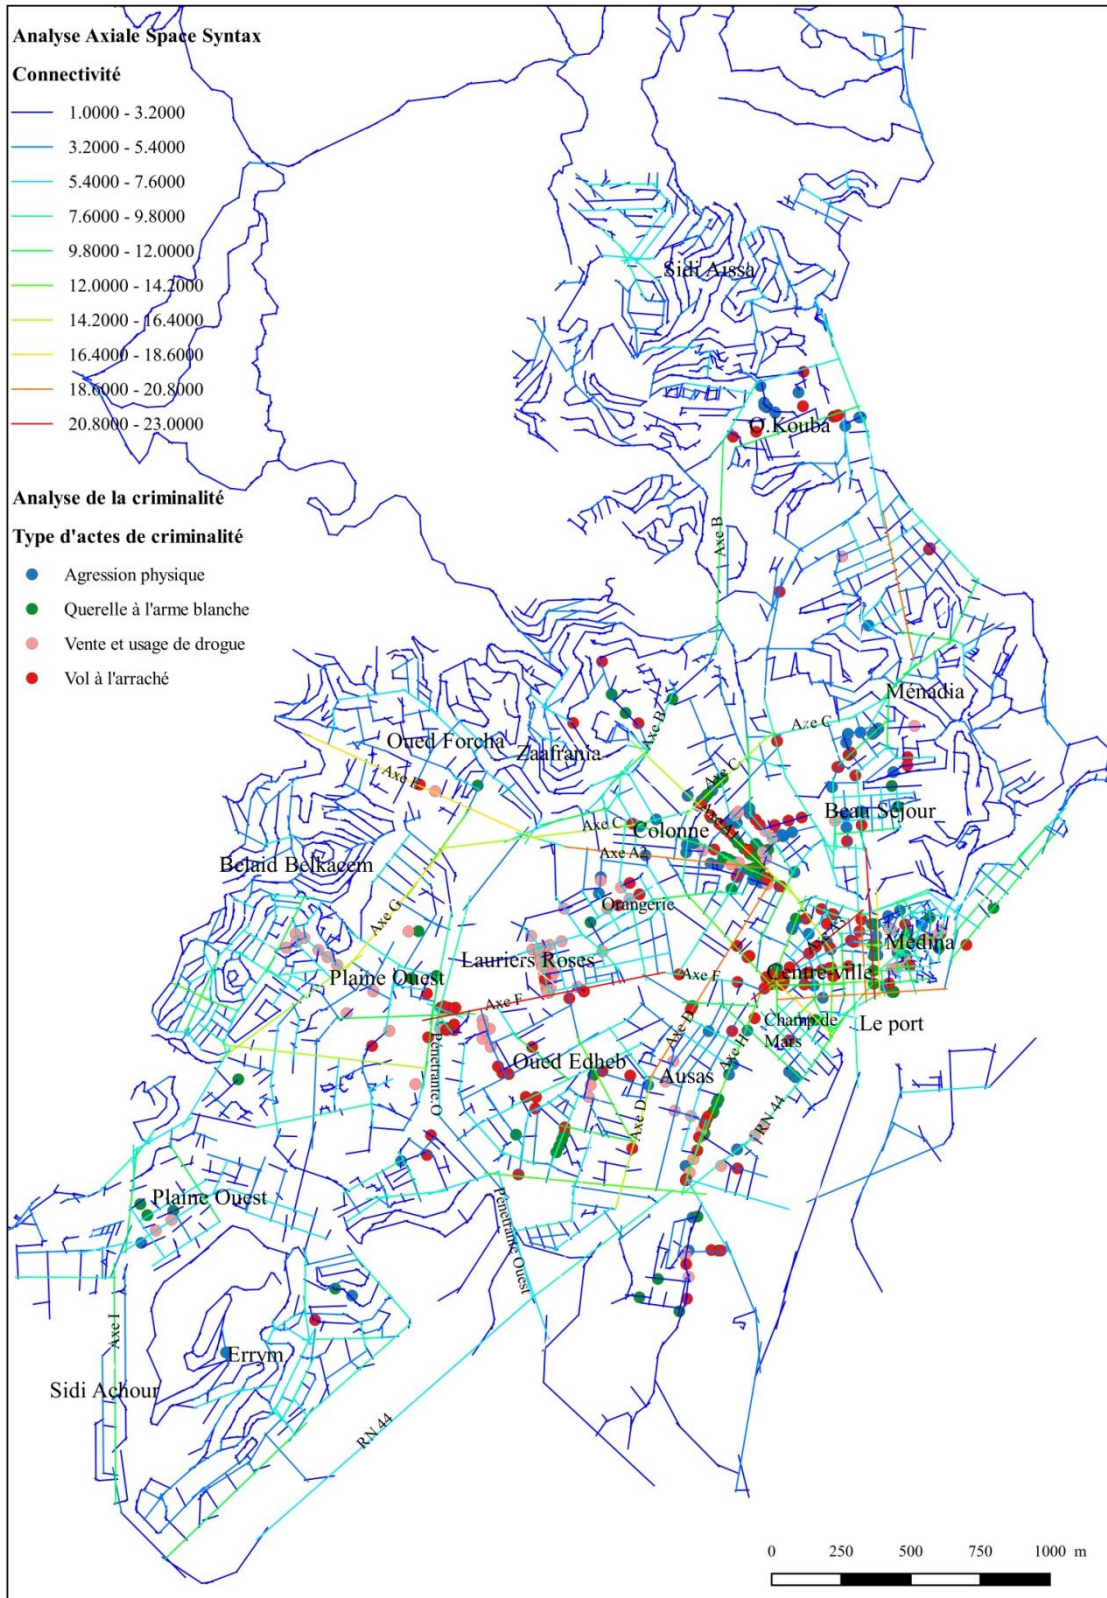 Analyse Axiale Space Syntax
Connectivité
1.0000 - 3.2000
3.2000 - 5.4000
5.4000 - 7.6000
7.6000 - 9.8000
9.8000 - 12.0000
12.0000 - 14.2000
14.2000 - 16.4000
16.4000 - 18.6000
18.6000 - 20.8000
20.8000 - 23.0000
Analyse de la criminalité
Type d'actes de criminalité
Agression physique
Querelle à l'arme blanche
Vente et usage de drogue
Vol à l'arraché
Sidi Aissa
O.Kouba
Axe B
Ménadia
Axe C
Axe B
Oued Forcha
Zaafrania
Axe C
Beau Séjour
Colonne
Axe C
Axe A2
Belaid Belkacem
Orangerie
Axe G
Axe A3
Médina
Lauriers Roses
Plaine Ouest
Axe F
Centre-ville
Axe F
Champ de
Mars
Le port
Axe D
Axe H
Pénétrante.O
Oued Edheb
Ausas
Axe D
RN 44
Plaine Ouest
Pénétrante Ouest
Axe I
Errym
Sidi Achour
RN 44
0 250 500 750 1000 m